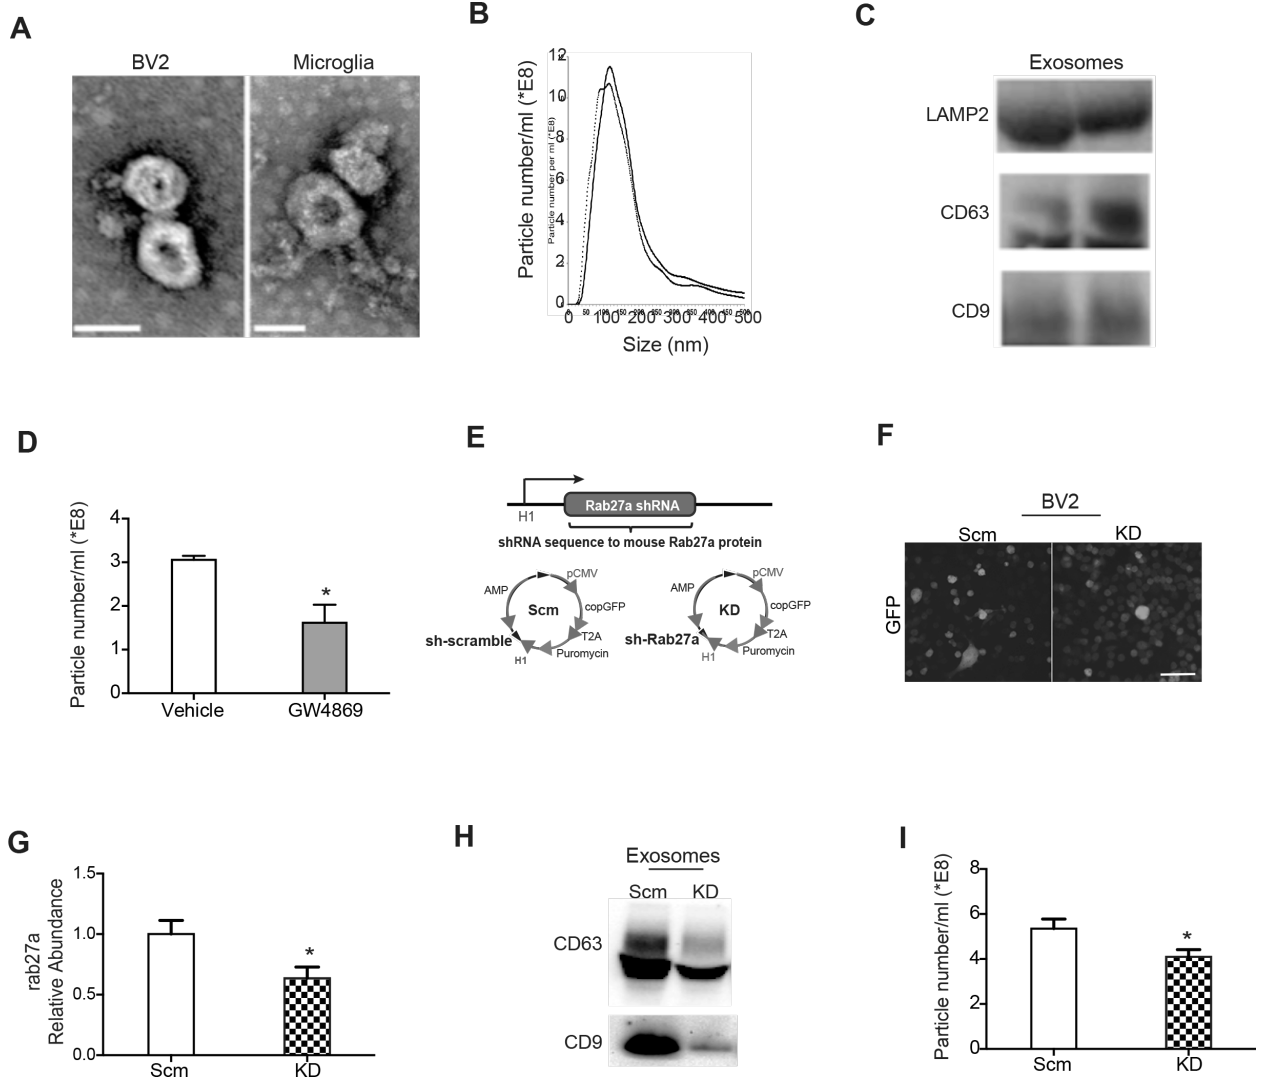 A
BV2
Microglia
B
Particle number/ml (*E8)
Particle number per ml (*E8)
12
10
8
6
4
2
0
0 100 200 300 400 500
Size (nm)
C
Exosomes
LAMP2
CD63
CD9
D
Particle number/ml (*E8)
4
3
2
1
0
*
Vehicle
GW4869
E
Rab27a shRNA
H1
shRNA sequence to mouse Rab27a protein
AMP
pCMV
Scm
copGFP
T2A
sh-scramble
Puromycin
H1
AMP
pCMV
KD
copGFP
T2A
sh-Rab27a
Puromycin
H1
F
BV2
Scm
KD
GFP
G
rab27a
Relative Abundance
1.5
1.0
0.5
0.0
*
Scm
KD
H
Exosomes
Scm
KD
CD63
CD9
I
Particle number/ml (*E8)
8
6
4
2
0
*
Scm
KD